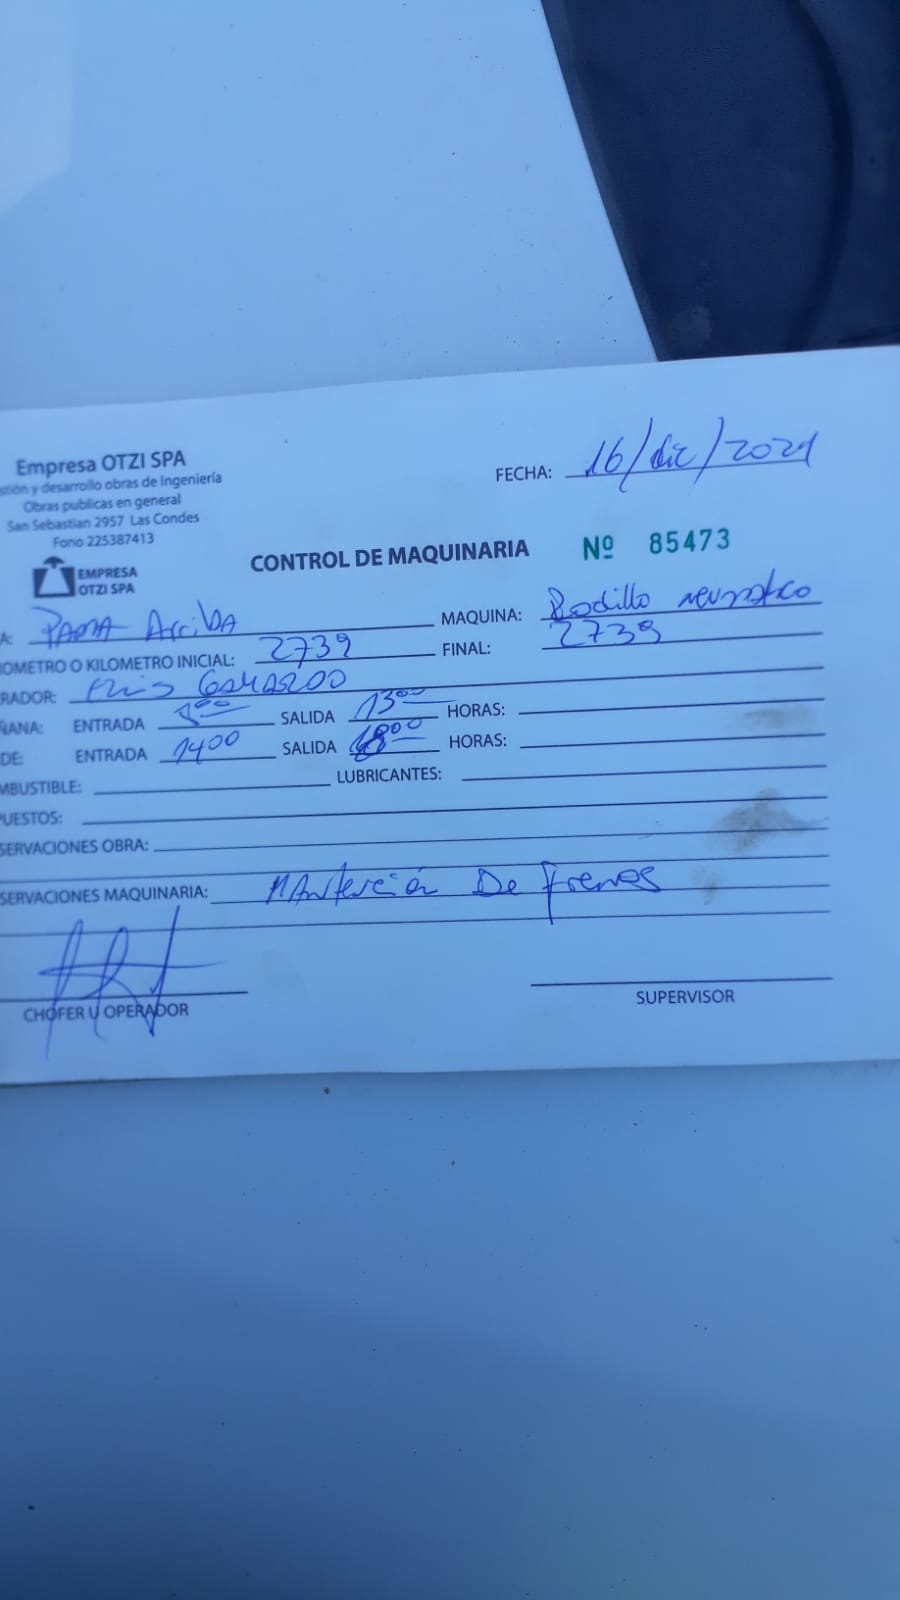 Empresa OTZI SPA
stión y desarrollo obras de Ingeniería
Obras publicas en general
San Sebastian 2957 Las Condes
Fono 225387413
EMPRESA
OTZI SPA
FECHA: 16/dic/2021
CONTROL DE MAQUINARIA Nº 85473
A: PAMA ArribA MAQUINA: Rodillo neumatico
OMETRO O KILOMETRO INICIAL: 2739 FINAL: 2739
RADOR:
ÑANA: ENTRADA 800 SALIDA 1300 HORAS:
DE: ENTRADA 1400 SALIDA 1800 HORAS:
MBUSTIBLE: LUBRICANTES:
PUESTOS:
SERVACIONES OBRA:
SERVACIONES MAQUINARIA: MAntención De frenos
CHOFER U OPERADOR
SUPERVISOR